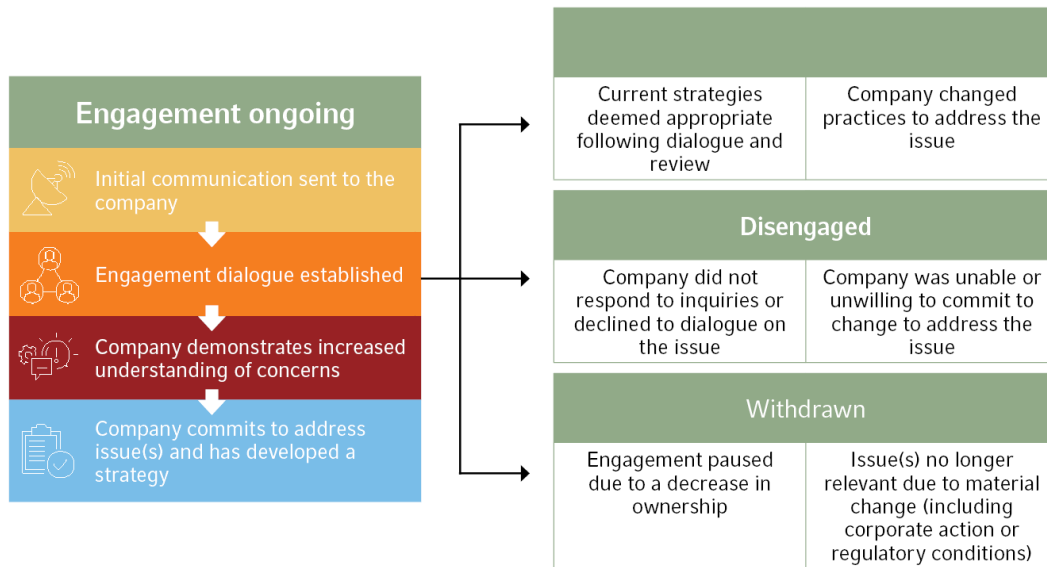 Engagement ongoing
Initial communication sent to the
company
Engagement dialogue established
Company demonstrates increased
understanding of concerns
Company commits to address
issue(s) and has developed a
strategy
Current strategies
deemed appropriate
following dialogue and
review
Company changed
practices to address the
issue
Disengaged
Company did not
respond to inquiries or
declined to dialogue on
the issue
Company was unable or
unwilling to commit to
change to address the
issue
Withdrawn
Engagement paused
due to a decrease in
ownership
Issue(s) no longer
relevant due to material
change (including
corporate action or
regulatory conditions)